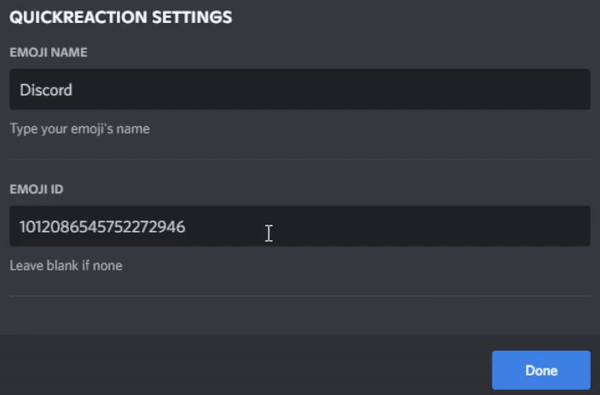 QUICKREACTION SETTINGS
EMOJI NAME
Discord
Type your emoji's name
EMOJI ID
1012086545752272946
Leave blank if none
Done